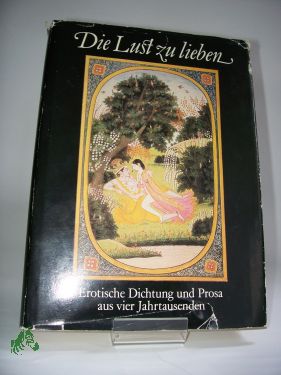 Die Lust zu lieben
Erotische Dichtung und Prosa
aus vier Jahrtausenden